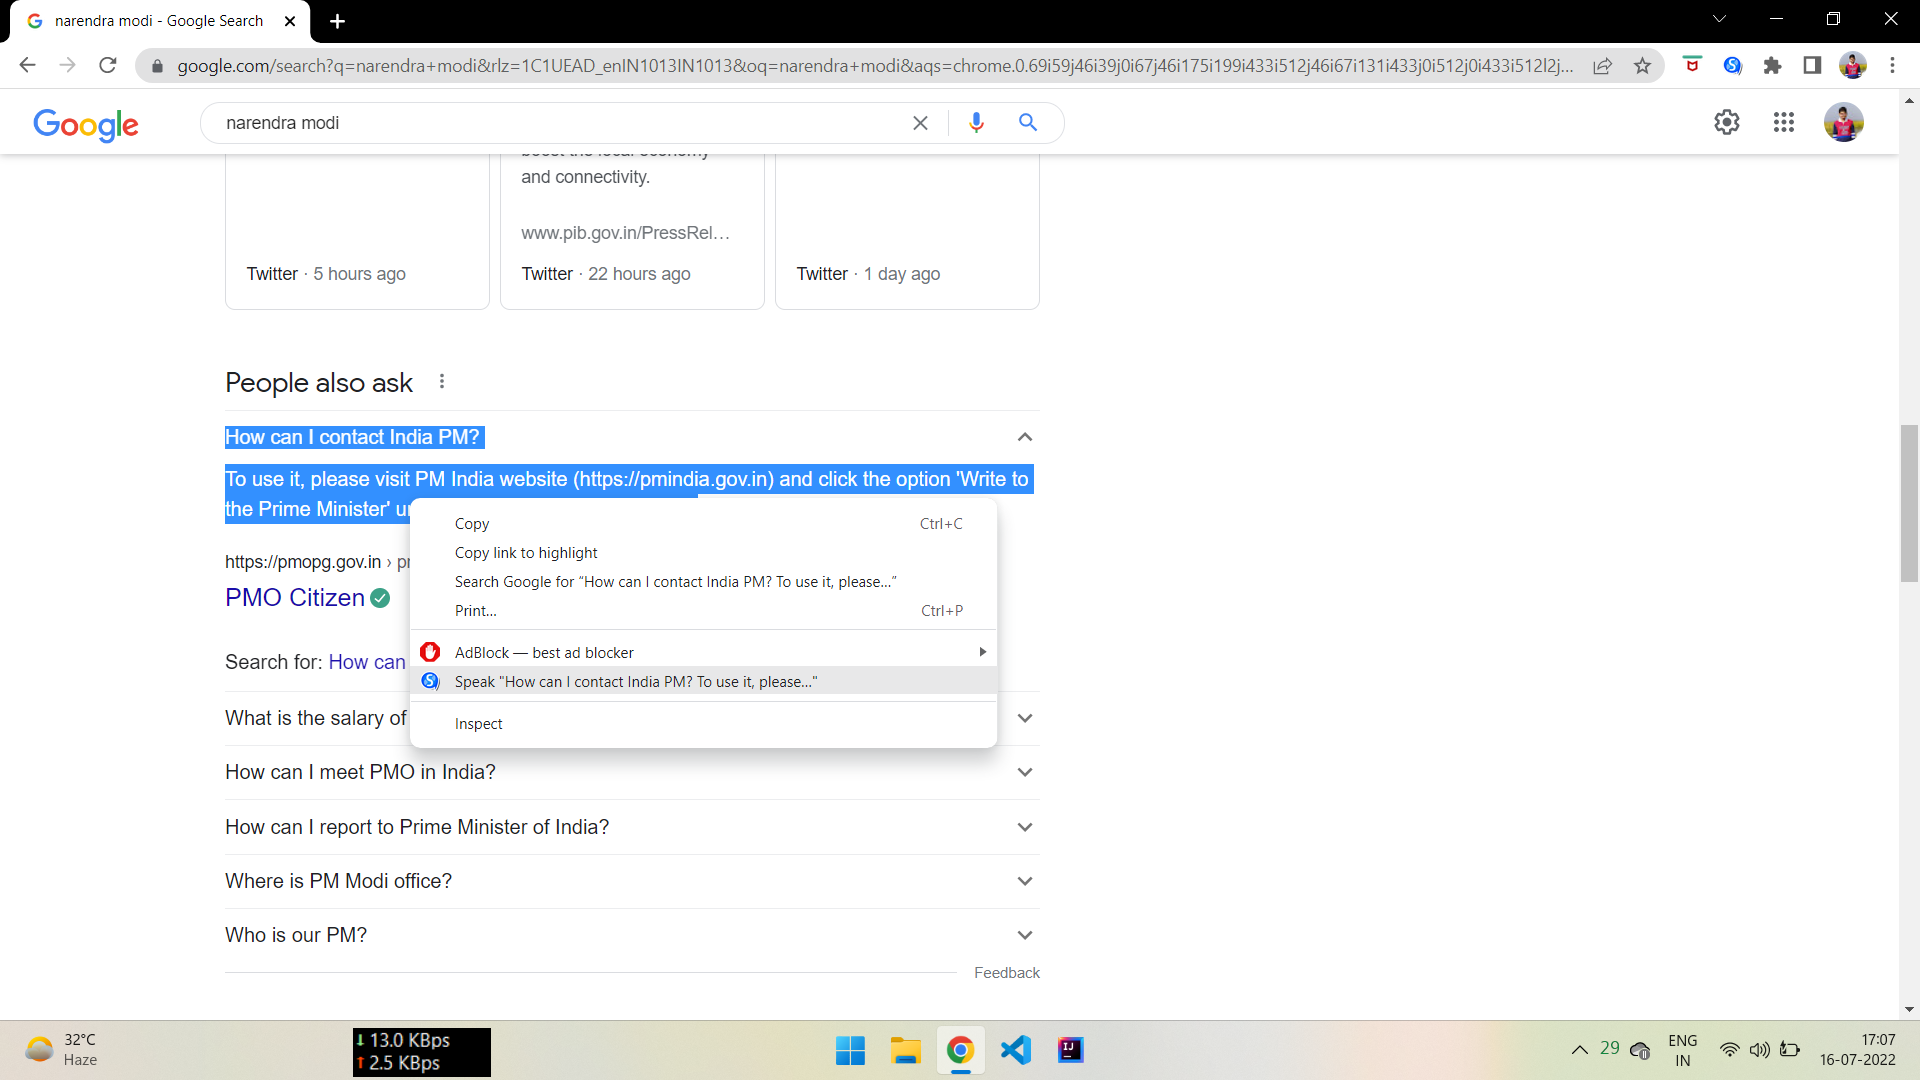 narendra modi - Google Search
google.com/search?q=narendra+modi&rlz=1C1UEAD_enIN1013IN1013&oq=narendra+modi&aqs=chrome.0.69i59j46i39j0i67j46i175i199i433i512j46i67i131i433j0i512j0i433i512l2j...
Google
narendra modi
and connectivity.
www.pib.gov.in/PressRel...
Twitter · 5 hours ago
Twitter · 22 hours ago
Twitter · 1 day ago
People also ask
How can I contact India PM?
To use it, please visit PM India website (https://pmindia.gov.in) and click the option 'Write to
the Prime Minister'
Copy Ctrl+C
Copy link to highlight
https://pmopg.gov.in ›
Search Google for “How can I contact India PM? To use it, please...”
PMO Citizen
Print... Ctrl+P
AdBlock — best ad blocker
Search for: How can
Speak "How can I contact India PM? To use it, please..."
What is the salary of
Inspect
How can I meet PMO in India?
How can I report to Prime Minister of India?
Where is PM Modi office?
Who is our PM?
Feedback
32°C
Haze
↓ 13.0 KBps
↑ 2.5 KBps
IJ
29
ENG
IN
17:07
16-07-2022